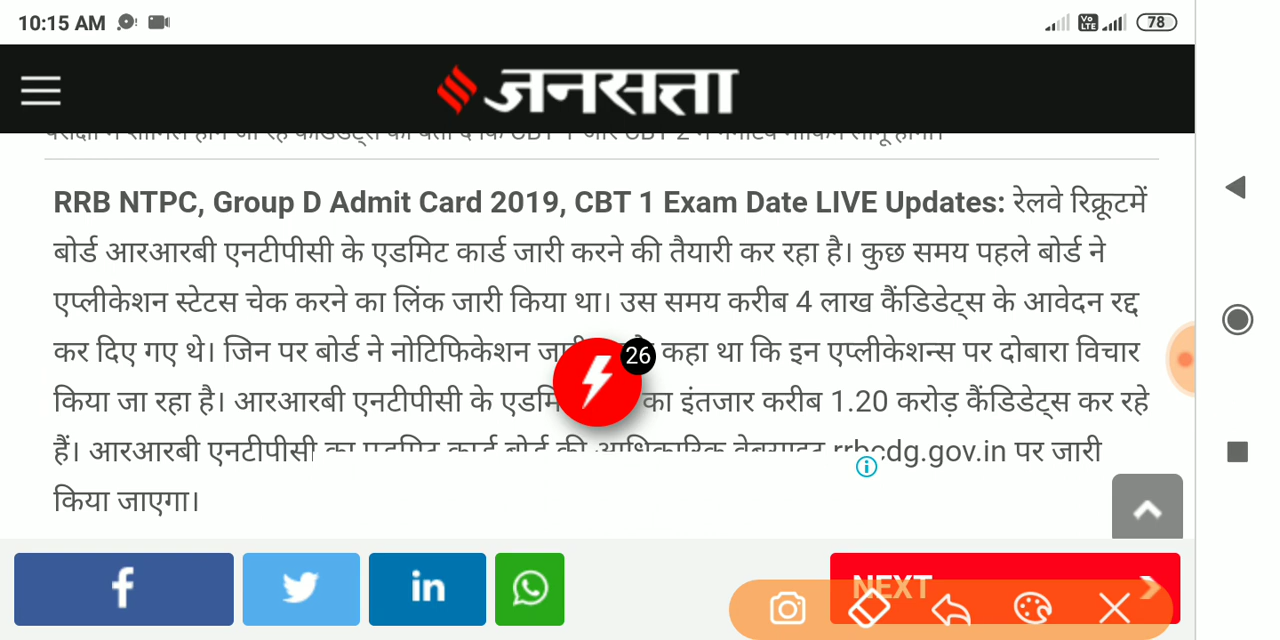 10:15 AM
78
जनसत्ता
RRB NTPC, Group D Admit Card 2019, CBT 1 Exam Date LIVE Updates: रेलवे रिक्रूटमें
बोर्ड आरआरबी एनटीपीसी के एडमिट कार्ड जारी करने की तैयारी कर रहा है। कुछ समय पहले बोर्ड ने
एप्लीकेशन स्टेटस चेक करने का लिंक जारी किया था। उस समय करीब 4 लाख कैंडिडेट्स के आवेदन रद्द
कर दिए गए थे। जिन पर बोर्ड ने नोटिफिकेशन कहा था कि इन एप्लीकेशन्स पर दोबारा विचार
26
किया जा रहा है। आरआरबी एनटीपीसी के का इंतजार करीब 1.20 करोड़ कैंडिडेट्स कर रहे
हैं। आरआरबी एनटीपीसी का एडमिट कार्ड बोर्ड की आधिकारिक वेबसाइट rrbcdg.gov.in पर जारी
किया जाएगा।
NEXT